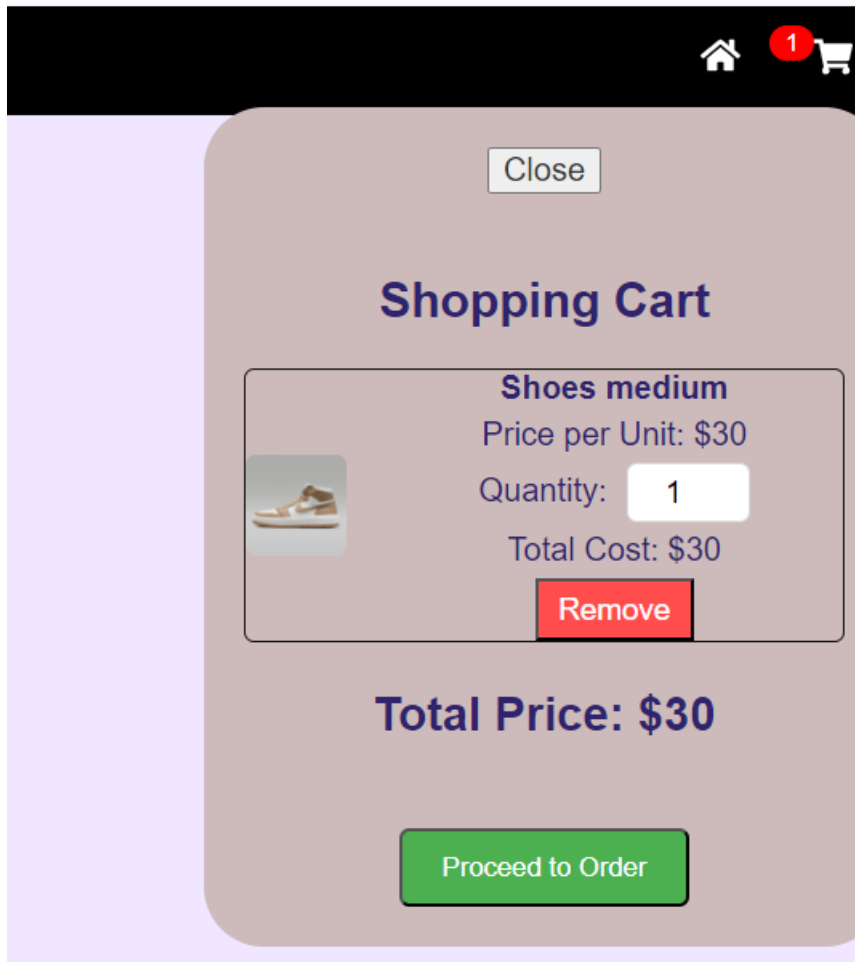 1
Close
Shopping Cart
Shoes medium
Price per Unit: $30
Quantity: 1
Total Cost: $30
Remove
Total Price: $30
Proceed to Order